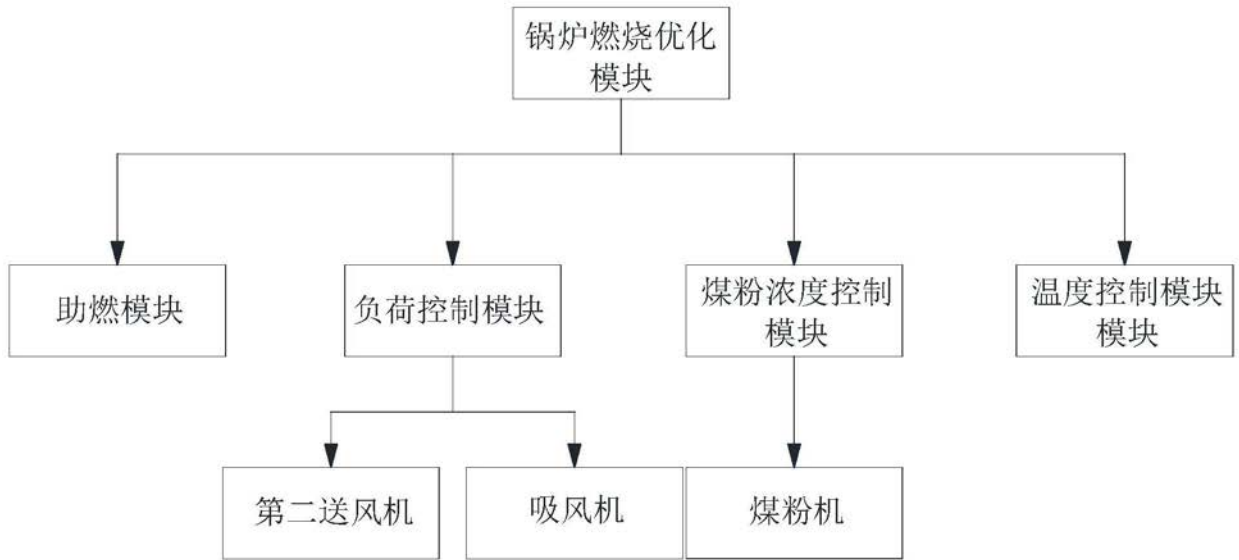 锅炉燃烧优化
模块
助燃模块
负荷控制模块
煤粉浓度控制
模块
温度控制模块
模块
第二送风机
吸风机
煤粉机